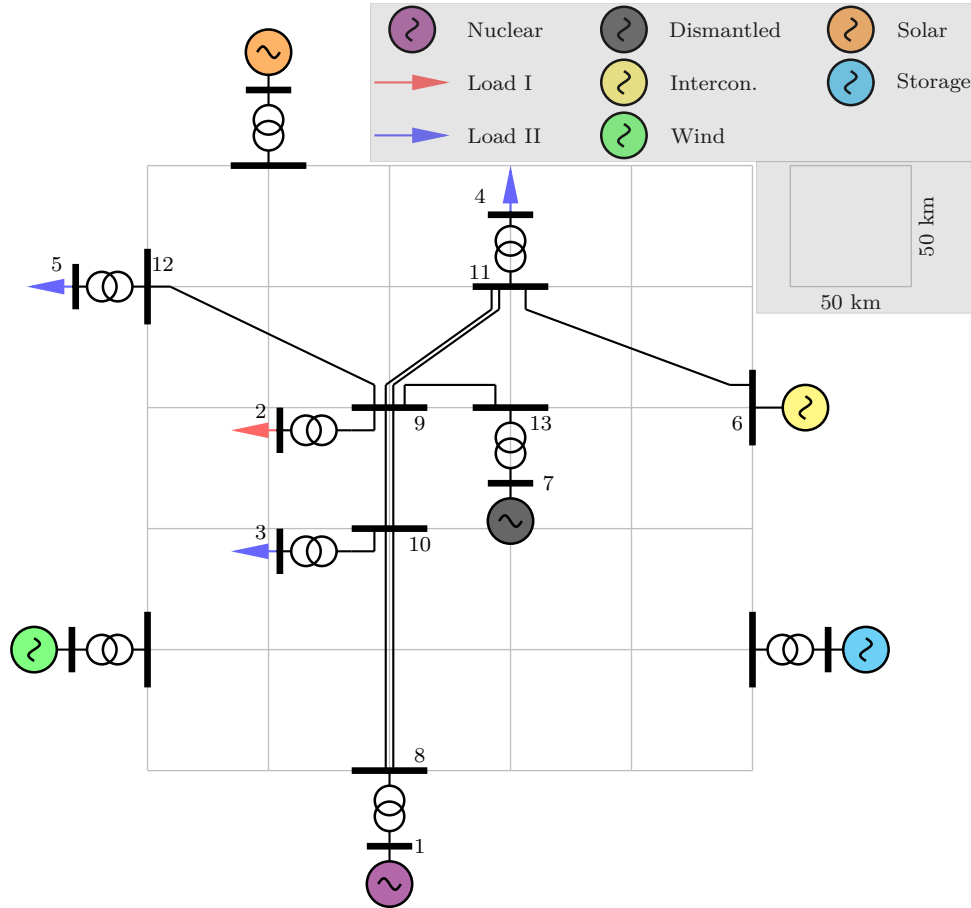 Nuclear
Dismantled
Solar
Load I
Intercon.
Storage
Load II
Wind
50 km
50 km
4
11
5
12
2
9
13
6
7
3
10
8
1